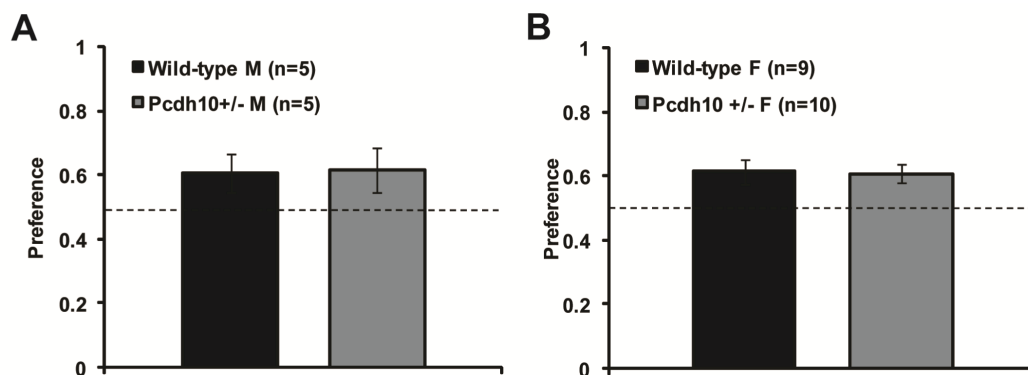 A
Preference
1
0.8
0.6
0.4
0.2
0
Wild-type M (n=5)
Pcdh10+/- M (n=5)
B
Preference
1
0.8
0.6
0.4
0.2
0
Wild-type F (n=9)
Pcdh10 +/- F (n=10)